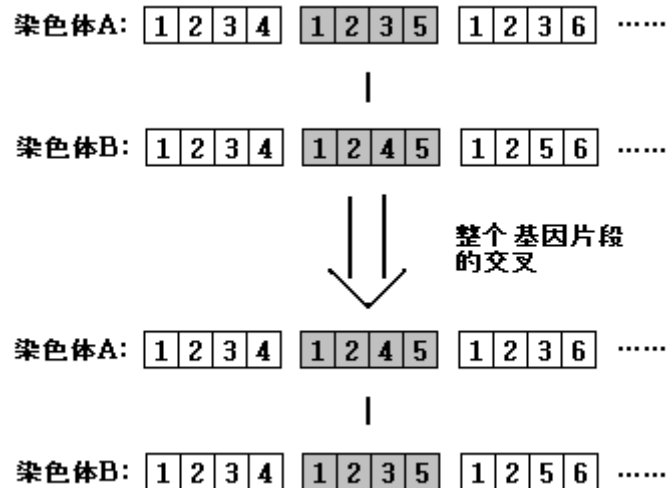 染色体A: 1 2 3 4 1 2 3 5 1 2 3 6 ……
染色体B: 1 2 3 4 1 2 4 5 1 2 5 6 ……
整个 基因片段
的交叉
染色体A: 1 2 3 4 1 2 4 5 1 2 3 6 ……
染色体B: 1 2 3 4 1 2 3 5 1 2 5 6 ……